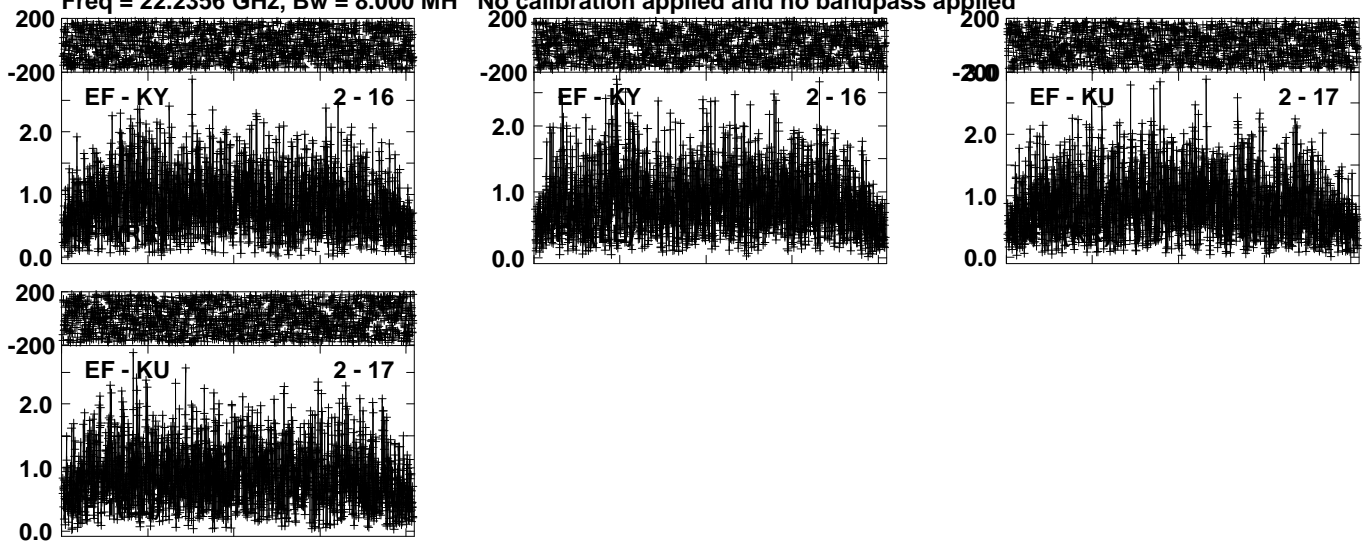 Freq = 22.2356 GHz, Bw = 8.000 MH No calibration applied and no bandpass applied
200 200 200
-200 -200 -200
EF - KY 2 - 16 EF - KY 2 - 16 EF - KU 2 - 17
2.0 2.0 2.0
1.0 1.0 1.0
0.0 0.0 0.0
200
-200
EF - KU 2 - 17
2.0
1.0
0.0